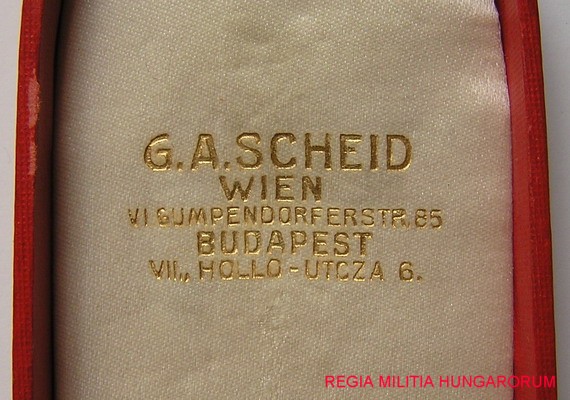 G.A.SCHEID
WIEN
VI GUMPENDORFERSTR.85
BUDAPEST
VII,, HOLLO-UTCZA 6.
REGIA MILITIA HUNGARORUM